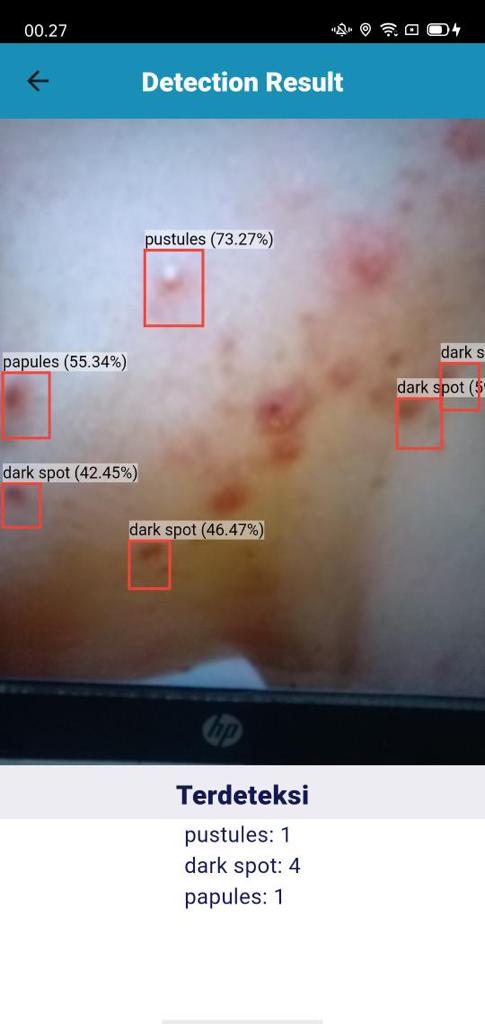 00.27
Detection Result
pustules (73.27%)
papules (55.34%)
dark s
dark spot (5
dark spot (42.45%)
dark spot (46.47%)
hp
Terdeteksi
pustules: 1
dark spot: 4
papules: 1